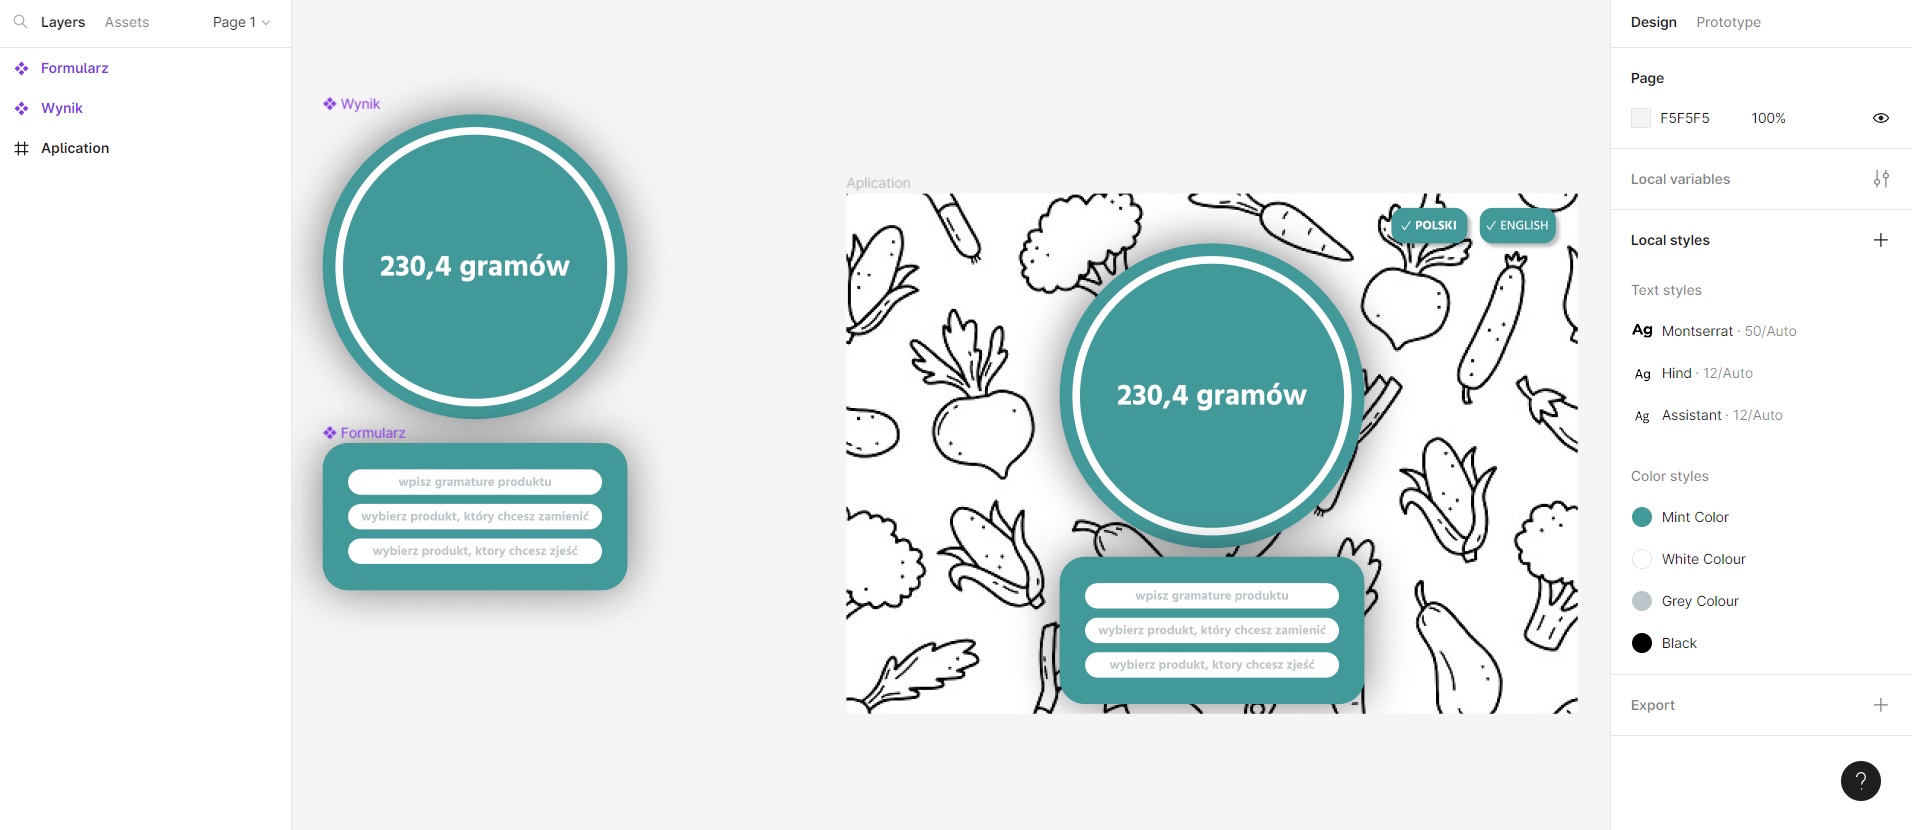 Layers Assets Page 1
Formularz
Wynik
Aplication
Wynik
230,4 gramów
Formularz
wpisz gramature produktu
wybierz produkt, który chcesz zamienić
wybierz produkt, ktory chcesz zjeść
Aplication
✓ POLSKI ✓ ENGLISH
230,4 gramów
wpisz gramature produktu
wybierz produkt, który chcesz zamienić
wybierz produkt, ktory chcesz zjeść
Design Prototype
Page
F5F5F5 100%
Local variables
Local styles
Text styles
Ag Montserrat · 50/Auto
Ag Hind · 12/Auto
Ag Assistant · 12/Auto
Color styles
Mint Color
White Colour
Grey Colour
Black
Export
?